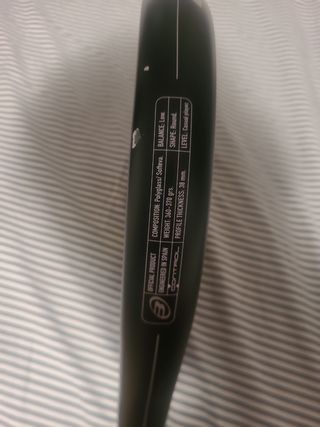 OFFICIAL PRODUCT
ENGINEERED IN SPAIN
CONTROL
COMPOSITION: Polyglass/ Softeva.
WEIGHT: 360-370 grs.
PROFILE THICKNESS: 38 mm.
BALANCE: Low.
SHAPE: Round.
LEVEL: Casual player.